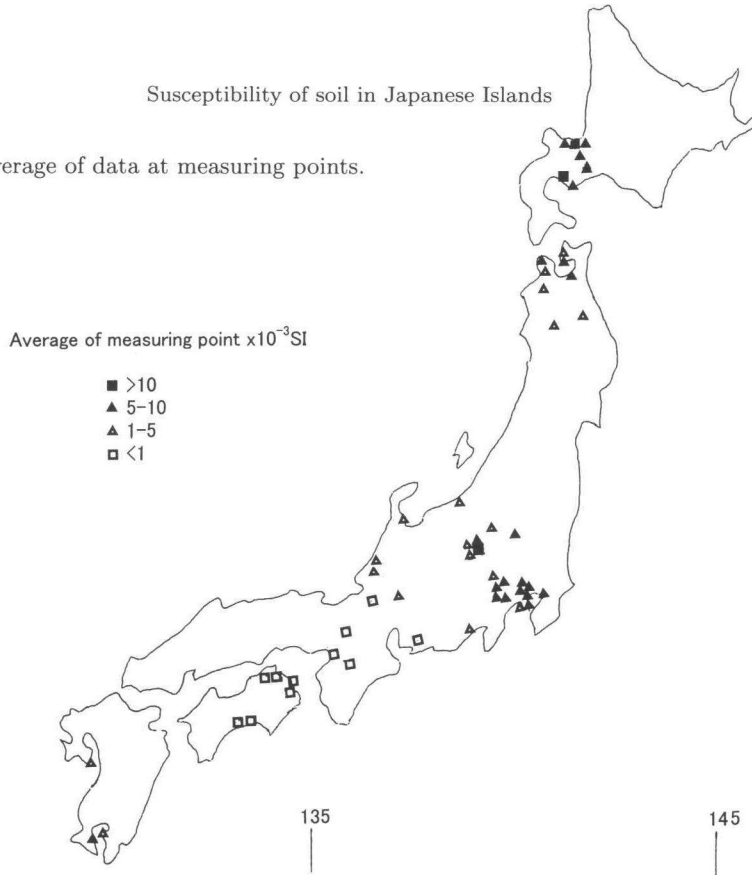 Susceptibility of soil in Japanese Islands
verage of data at measuring points.
Average of measuring point x10⁻³SI
■ >10
▲ 5-10
△ 1-5
□ <1
135
145